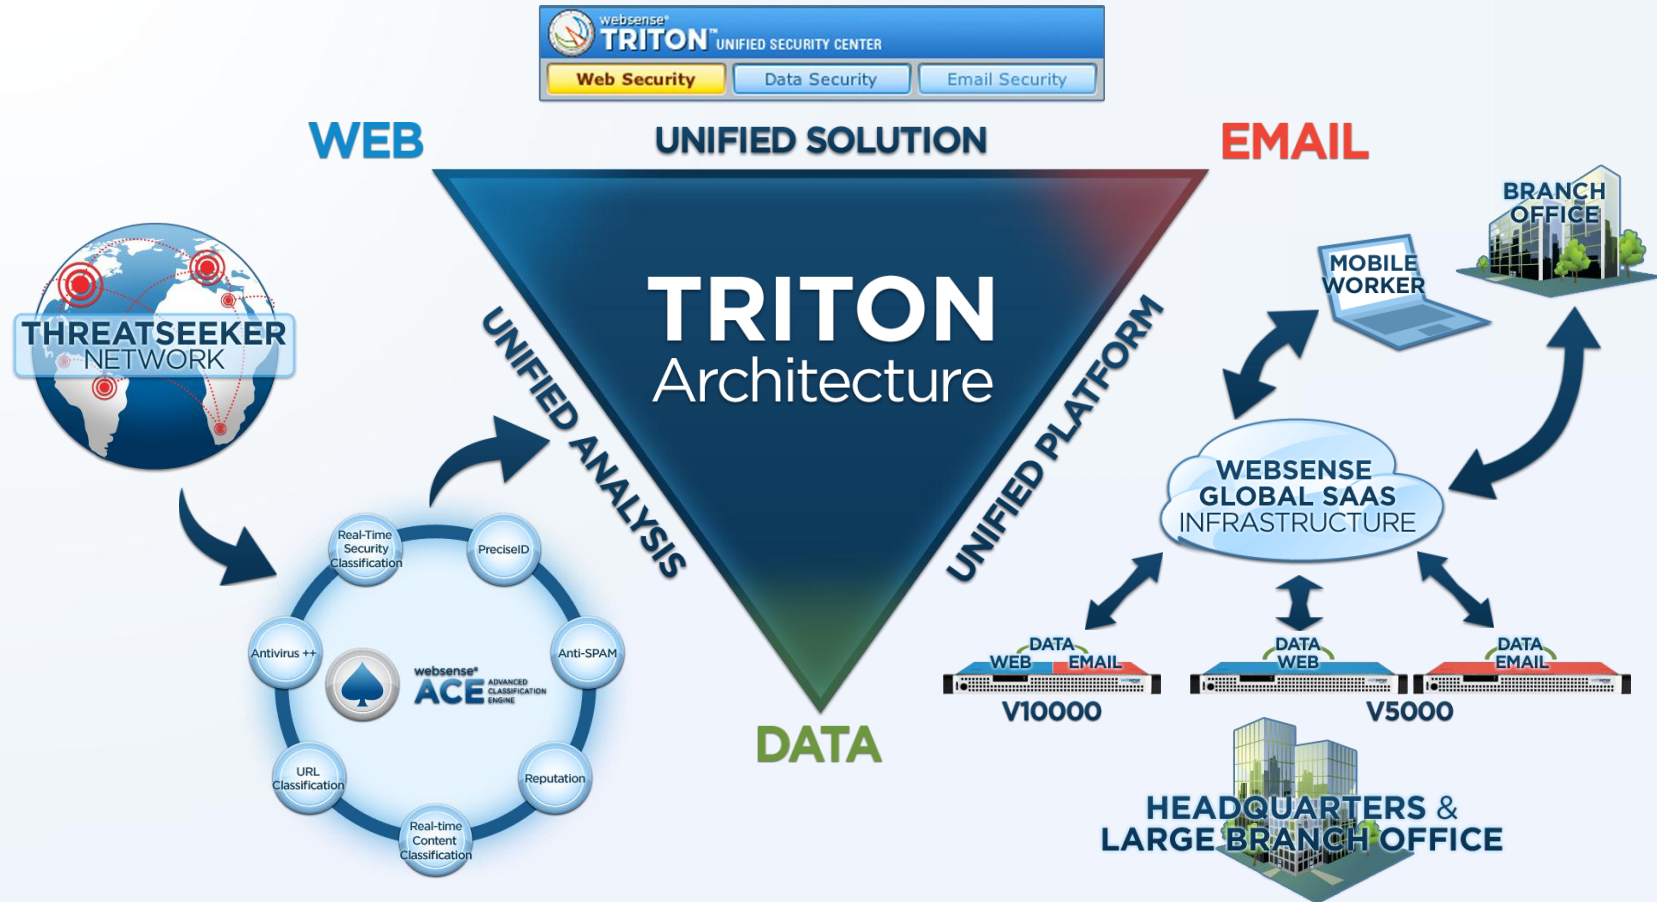 websense®
TRITON™ UNIFIED SECURITY CENTER
Web Security
Data Security
Email Security
WEB
UNIFIED SOLUTION
EMAIL
TRITON
Architecture
UNIFIED ANALYSIS
UNIFIED PLATFORM
DATA
THREATSEEKER
NETWORK
Real-Time
Security
Classification
PreciseID
Antivirus ++
Anti-SPAM
websense®
ACE ADVANCED
CLASSIFICATION
ENGINE
URL
Classification
Reputation
Real-time
Content
Classification
BRANCH
OFFICE
MOBILE
WORKER
WEBSENSE
GLOBAL SAAS
INFRASTRUCTURE
DATA
WEB EMAIL
V10000
DATA
WEB
DATA
EMAIL
V5000
HEADQUARTERS &
LARGE BRANCH OFFICE